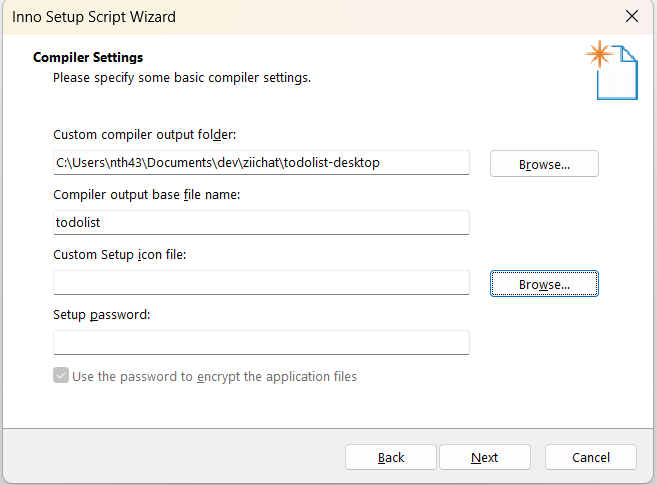 Inno Setup Script Wizard
Compiler Settings
Please specify some basic compiler settings.
Custom compiler output folder:
C:\Users\nth43\Documents\dev\ziichat\todolist-desktop
Browse...
Compiler output base file name:
todolist
Custom Setup icon file:
Browse...
Setup password:
Use the password to encrypt the application files
Back
Next
Cancel